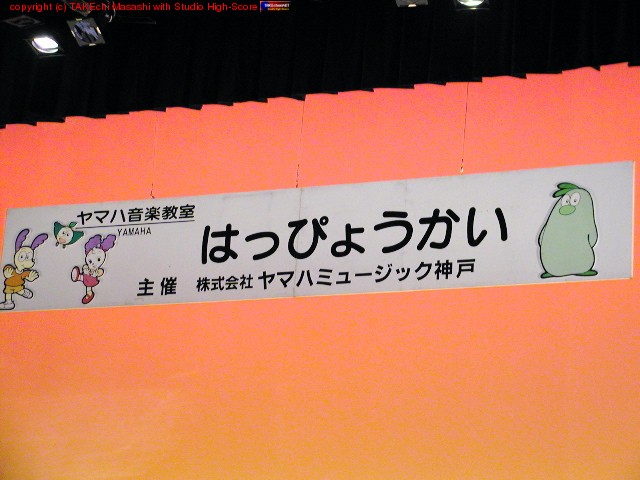 copyright (c) TAKEchi Masashi with Studio High-Score
ヤマハ音楽教室
YAMAHA
はっぴょうかい
主催 株式会社ヤマハミュージック神戸